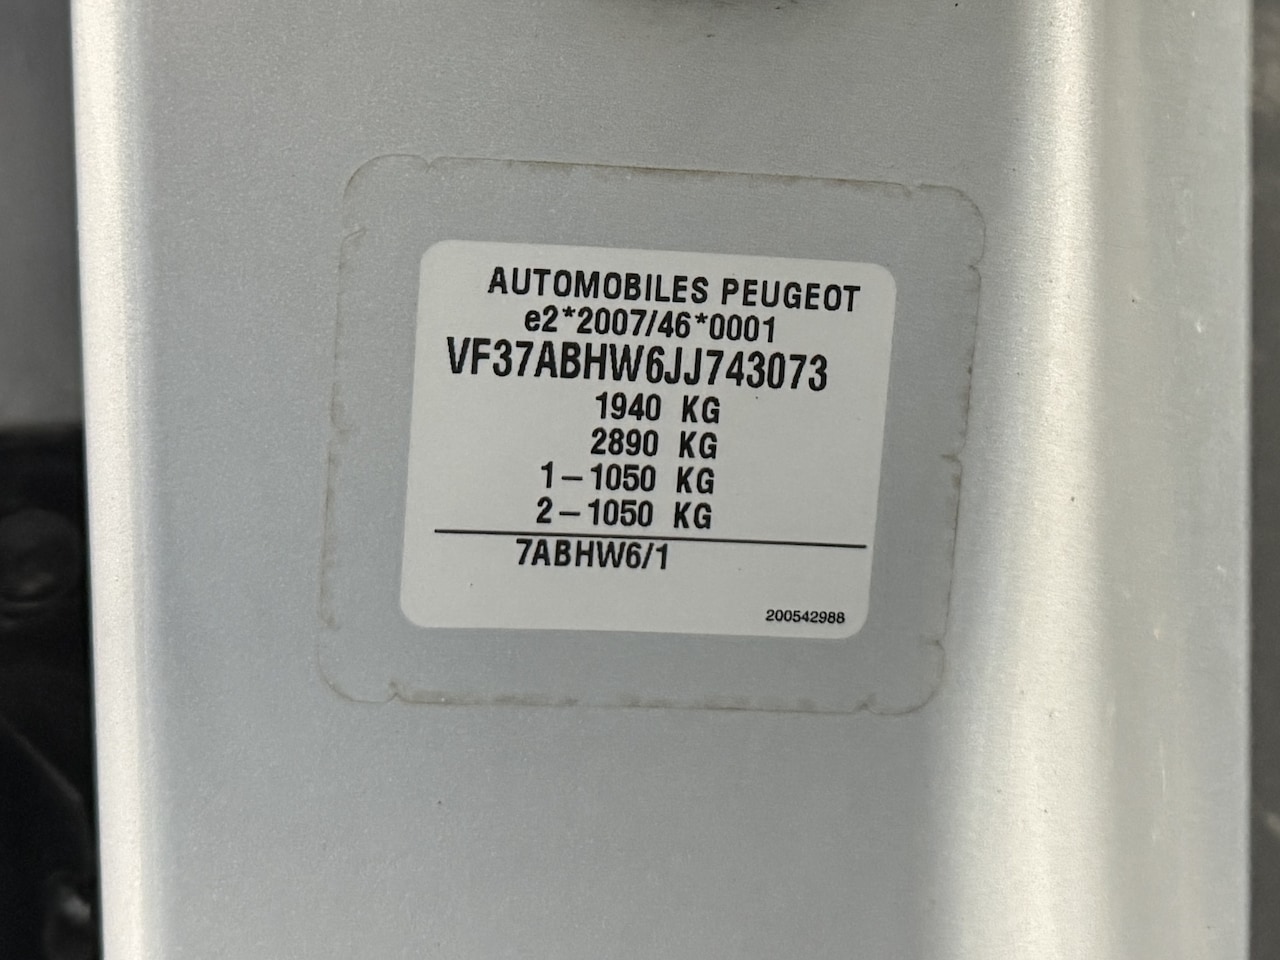 AUTOMOBILES PEUGEOT
e2*2007/46*0001
VF37ABHW6JJ743073
1940 KG
2890 KG
1-1050 KG
2-1050 KG
7ABHW6/1
200542988